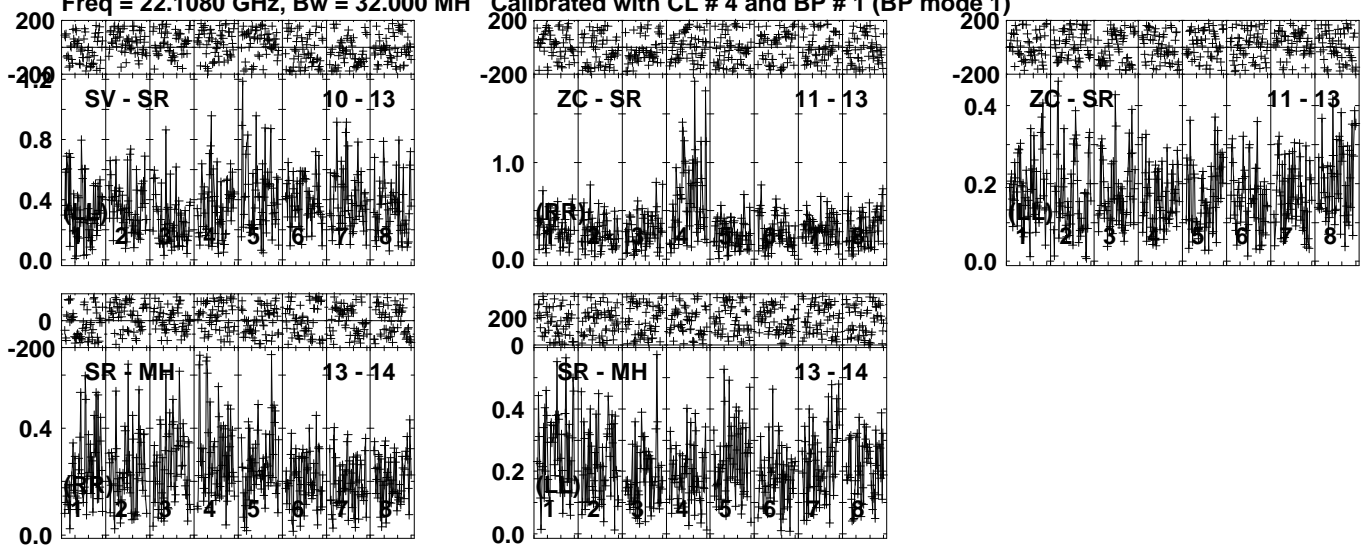 Freq = 22.1080 GHz, Bw = 32.000 MH Calibrated with CL # 4 and BP # 1 (BP mode 1)
200
-200
1.2
SV - SR 10 - 13
0.8
0.4
(LL)
1 2 3 4 5 6 7 8
0.0
200
-200
ZC - SR 11 - 13
1.0
(RR)
1 2 3 4 5 6 7 8
0.0
200
-200
0.4
ZC - SR 11 - 13
0.2
(LL)
1 2 3 4 5 6 7 8
0.0
0
-200
SR - MH 13 - 14
0.4
(RR)
1 2 3 4 5 6 7 8
0.0
200
0
SR - MH 13 - 14
0.4
0.2
(LL)
1 2 3 4 5 6 7 8
0.0